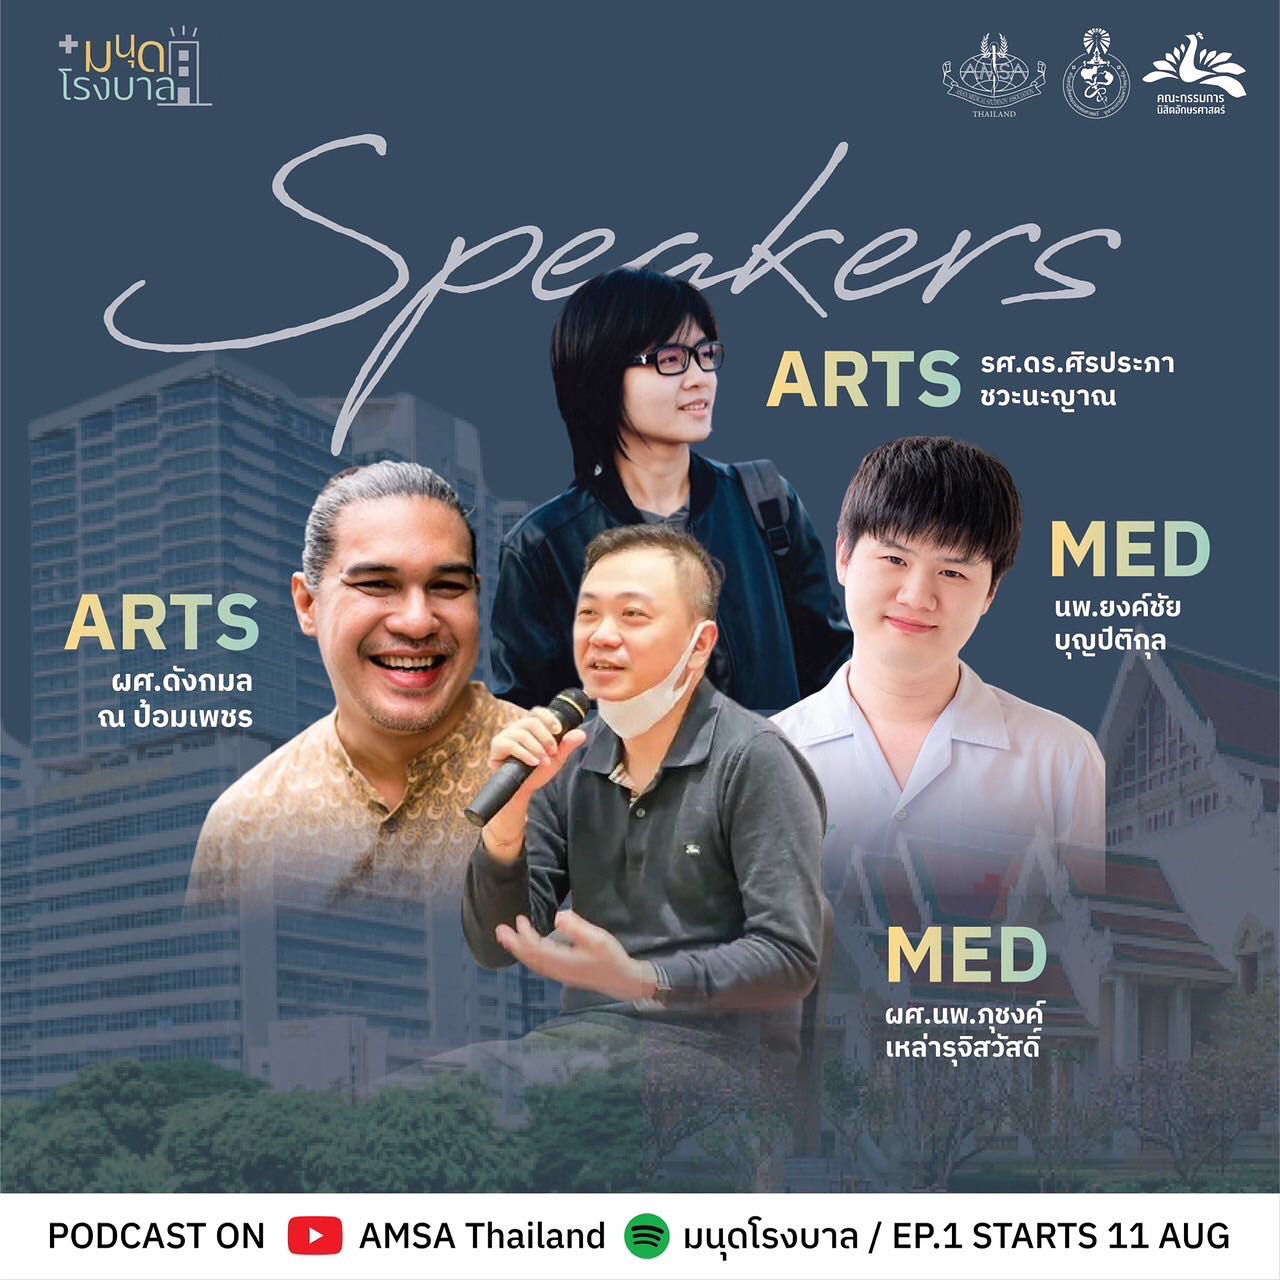 มนุด
โรงบาล
AMSA
ASIAN MEDICAL STUDENTS' ASSOCIATION
THAILAND
คณะกรรมการ
นิสิตอักษรศาสตร์
Speakers
ARTS
รศ.ดร.ศิรประภา
ชวะนะญาณ
MED
นพ.ยงค์ชัย
บุญปีติกุล
ARTS
ผศ.ดังกมล
ณ ป้อมเพชร
MED
ผศ.นพ.ภุชงค์
เหล่ารุจิสวัสดิ์
PODCAST ON AMSA Thailand มนุดโรงบาล / EP.1 STARTS 11 AUG